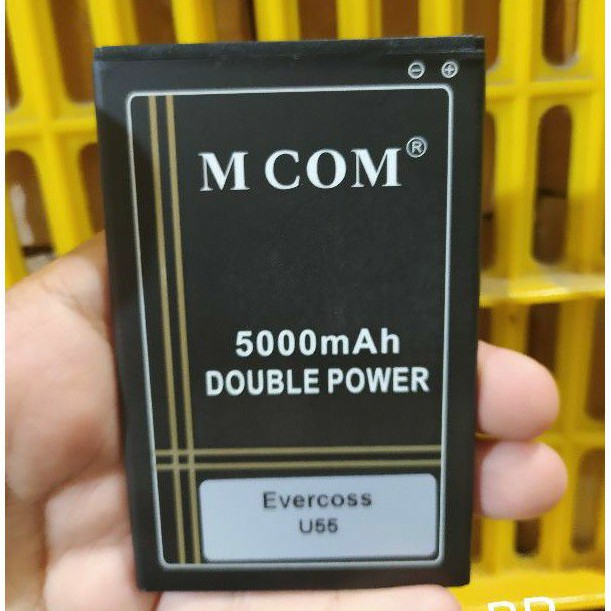 M COM®
5000mAh
DOUBLE POWER
Evercoss
U55